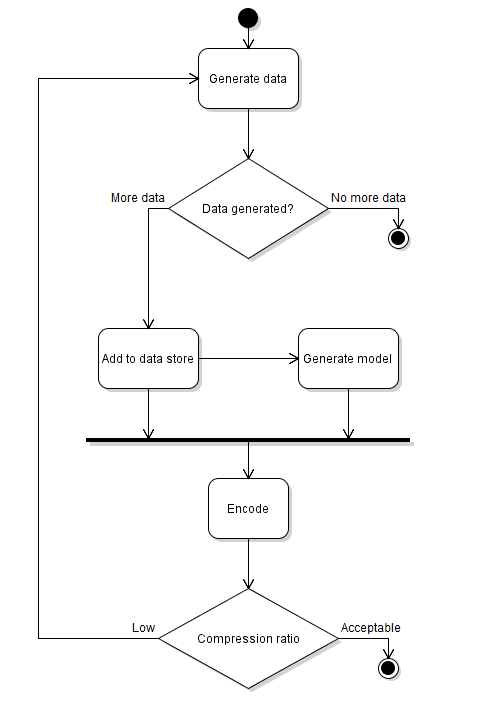 Generate data
More data
Data generated?
No more data
Add to data store
Generate model
Encode
Low
Compression ratio
Acceptable